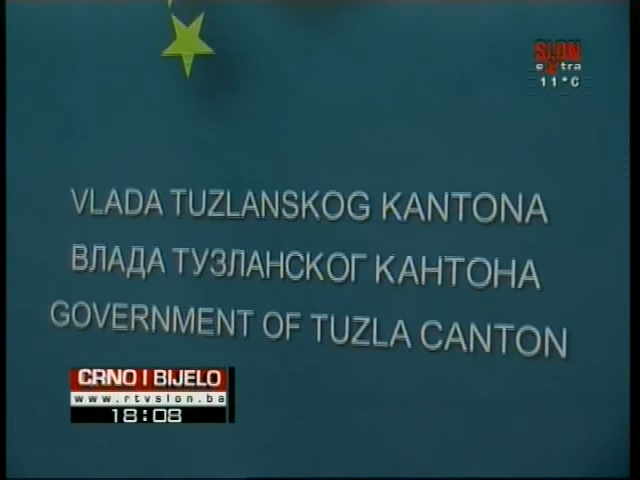 SLON
extra
11°C
VLADA TUZLANSKOG KANTONA
ВЛАДА ТУЗЛАНСКОГ КАНТОНА
GOVERNMENT OF TUZLA CANTON
CRNO I BIJELO
www.rtvslon.ba
18:08